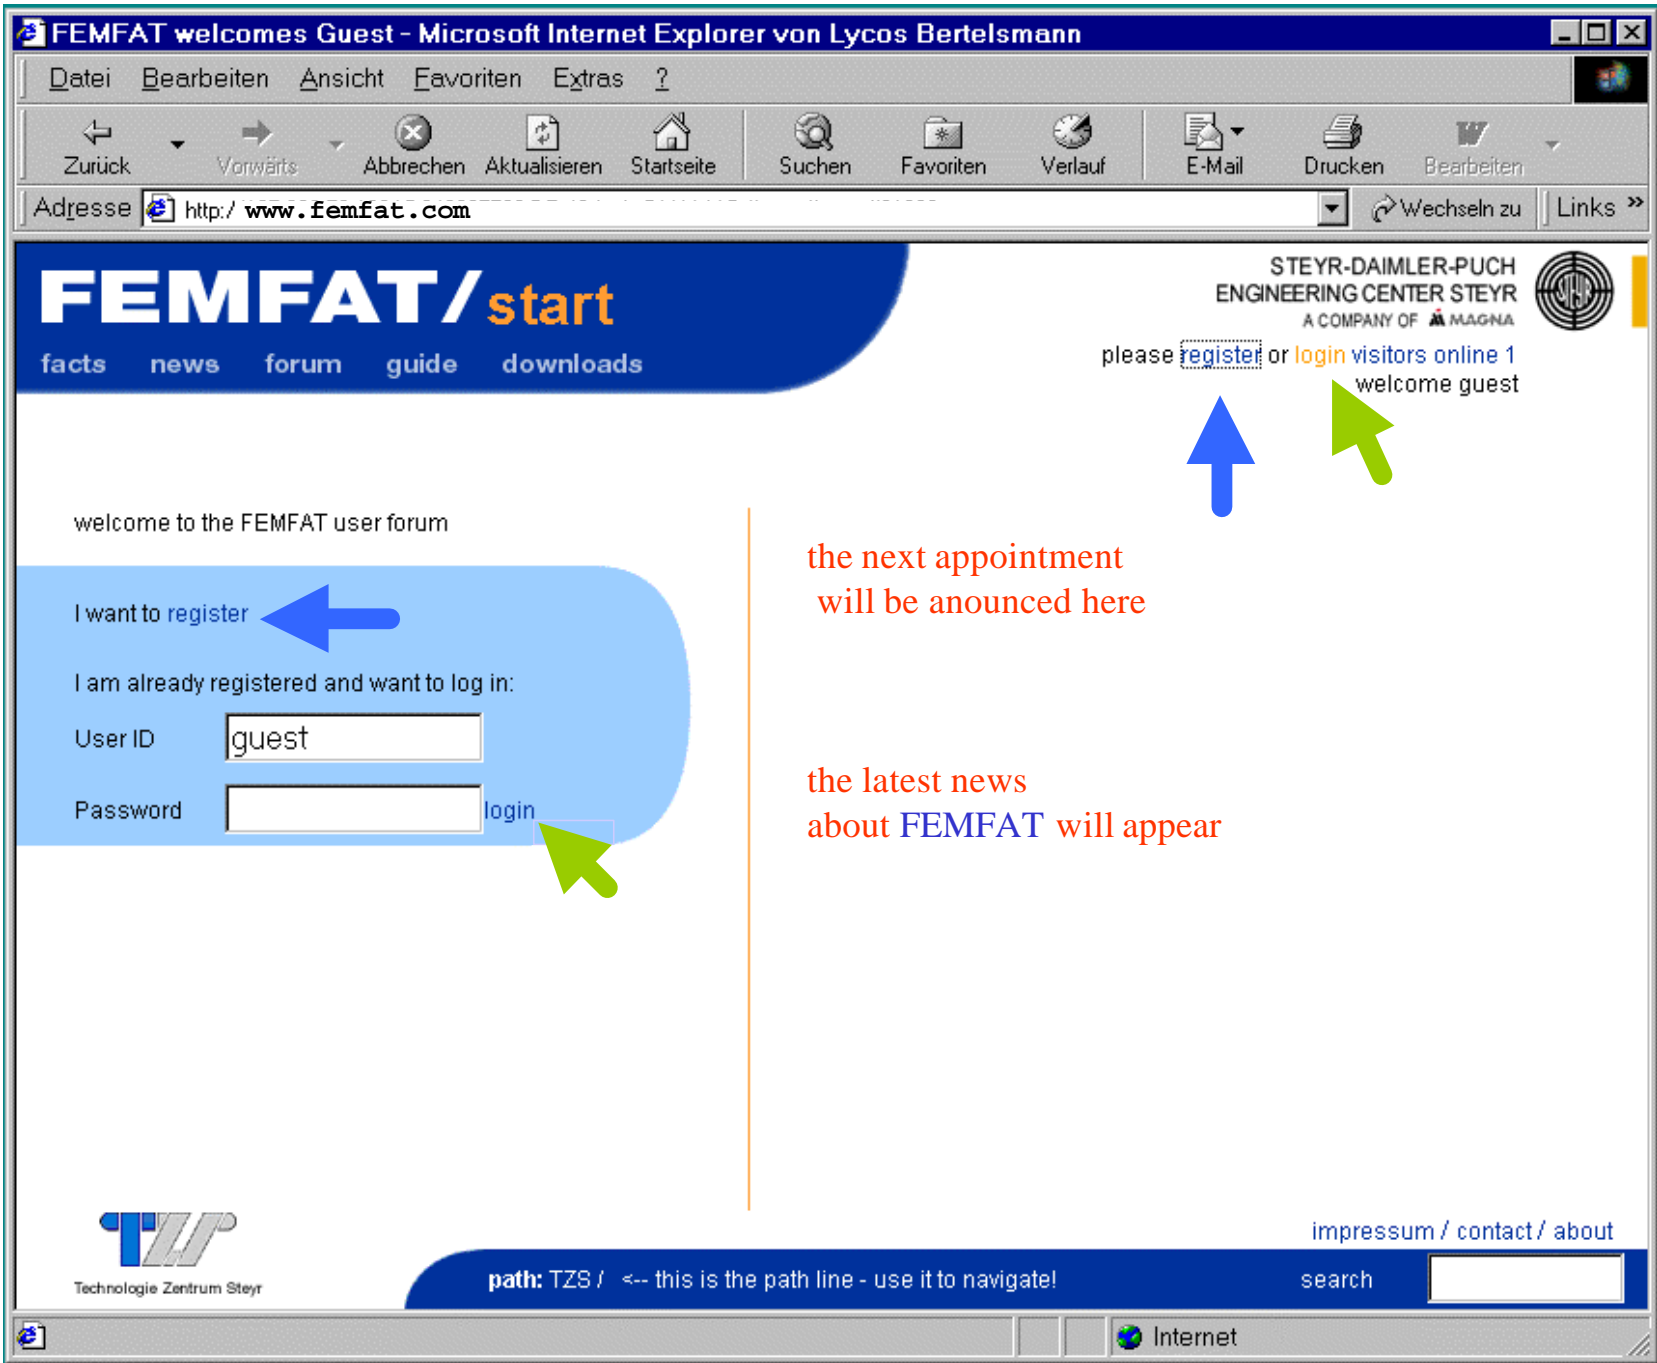 FEMFAT welcomes Guest - Microsoft Internet Explorer von Lycos Bertelsmann
Datei Bearbeiten Ansicht Favoriten Extras ?
Zurück Vorwärts Abbrechen Aktualisieren Startseite Suchen Favoriten Verlauf E-Mail Drucken Bearbeiten
Adresse http:/ www.femfat.com Wechseln zu Links »
FEMFAT/start
facts news forum guide downloads
STEYR-DAIMLER-PUCH
ENGINEERING CENTER STEYR
A COMPANY OF MAGNA
please register or login visitors online 1
welcome guest
welcome to the FEMFAT user forum
I want to register
I am already registered and want to log in:
User ID guest
Password login
the next appointment
will be anounced here
the latest news
about FEMFAT will appear
Technologie Zentrum Steyr
impressum / contact / about
path: TZS / <-- this is the path line - use it to navigate!
search
Internet